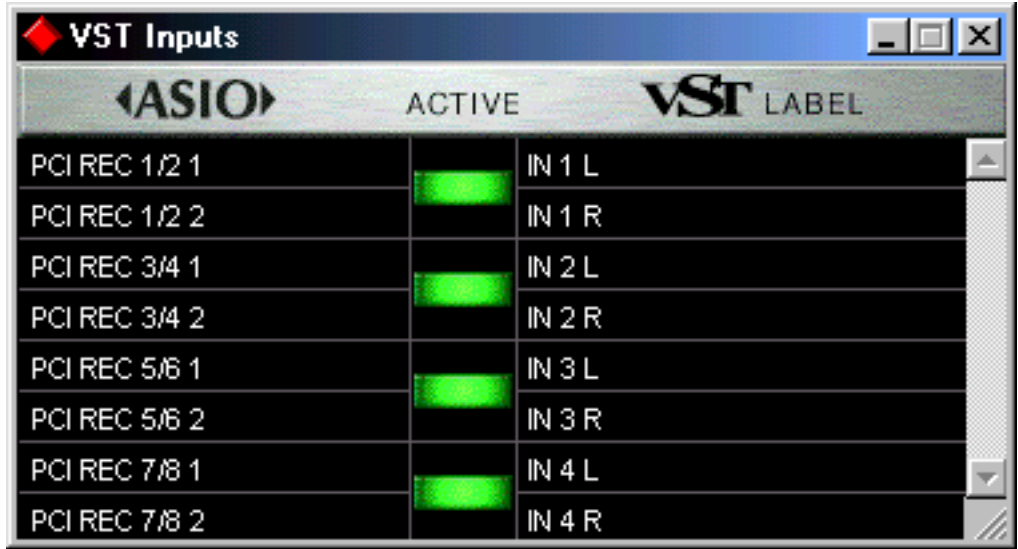 VST Inputs
ASIO ACTIVE VST LABEL
PCI REC 1/2 1 IN 1 L
PCI REC 1/2 2 IN 1 R
PCI REC 3/4 1 IN 2 L
PCI REC 3/4 2 IN 2 R
PCI REC 5/6 1 IN 3 L
PCI REC 5/6 2 IN 3 R
PCI REC 7/8 1 IN 4 L
PCI REC 7/8 2 IN 4 R